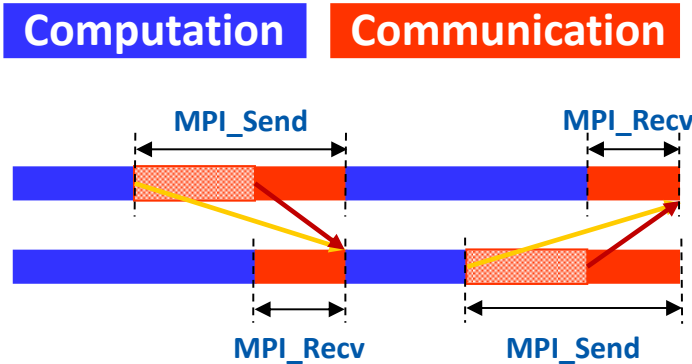 Computation
Communication
MPI_Send
MPI_Recv
MPI_Recv
MPI_Send